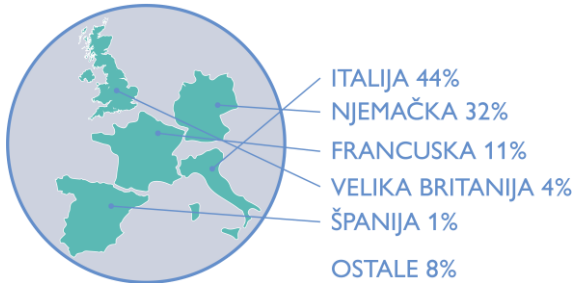 ITALIJA 44%
NJEMAČKA 32%
FRANCUSKA 11%
VELIKA BRITANIJA 4%
ŠPANIJA 1%
OSTALE 8%